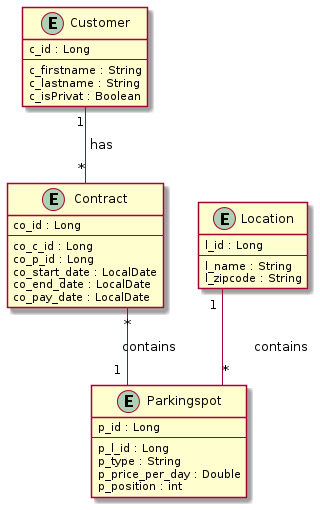 E Customer
c_id : Long
c_firstname : String
c_lastname : String
c_isPrivat : Boolean
1
has
*
E Contract
co_id : Long
co_c_id : Long
co_p_id : Long
co_start_date : LocalDate
co_end_date : LocalDate
co_pay_date : LocalDate
E Location
l_id : Long
l_name : String
l_zipcode : String
*
contains
1
1
contains
*
E Parkingspot
p_id : Long
p_l_id : Long
p_type : String
p_price_per_day : Double
p_position : int